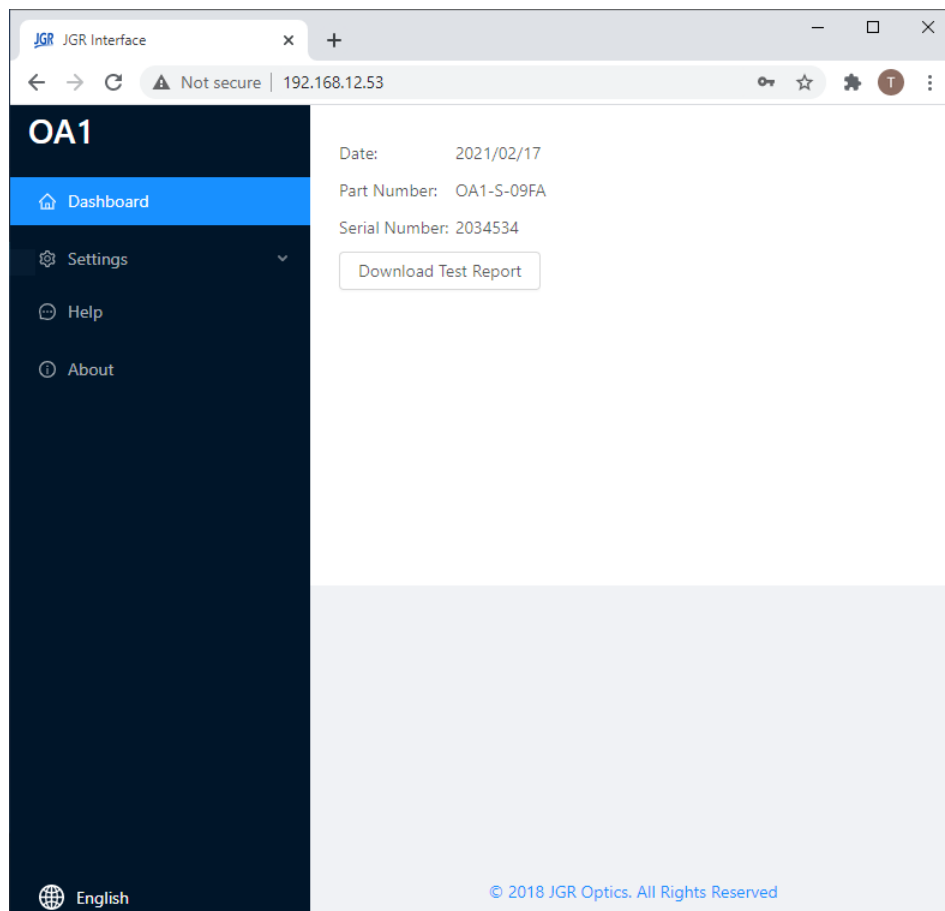 JGR JGR Interface
Not secure 192.168.12.53
T
OA1
Dashboard
Settings
Help
About
English
Date: 2021/02/17
Part Number: OA1-S-09FA
Serial Number: 2034534
Download Test Report
© 2018 JGR Optics. All Rights Reserved